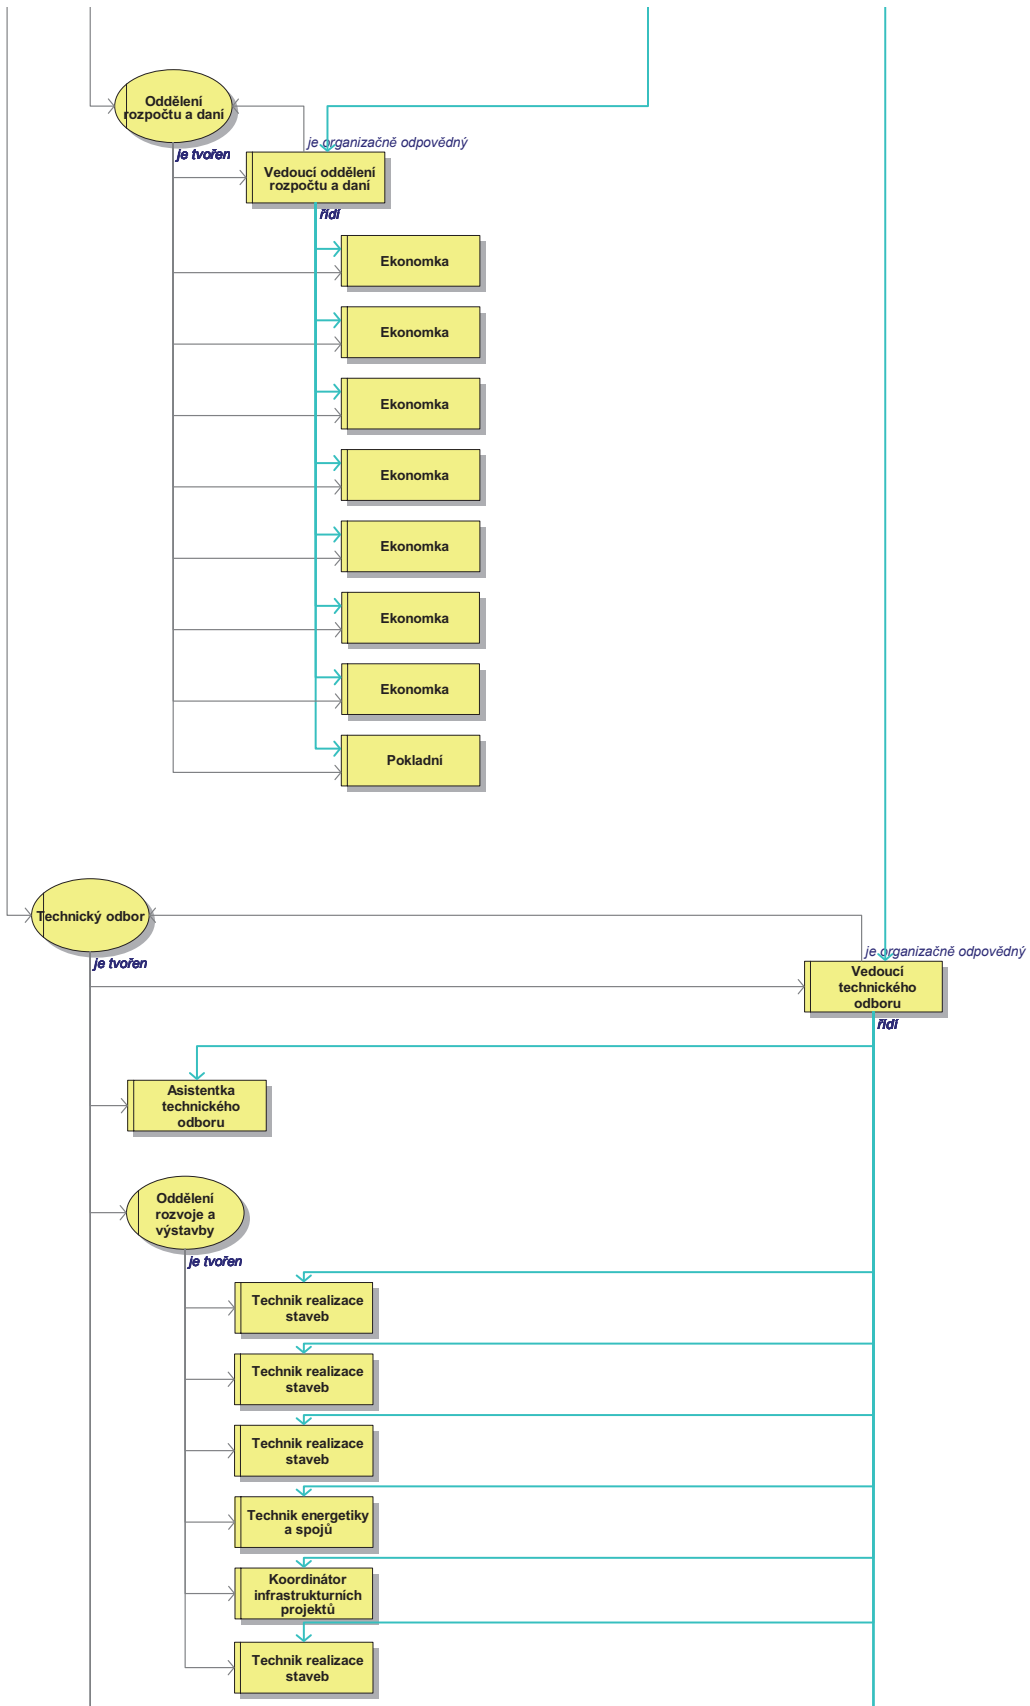 Oddělení
rozpočtu a daní
je organizačně odpovědný
je tvořen
Vedoucí oddělení
rozpočtu a daní
řídí
Ekonomka
Ekonomka
Ekonomka
Ekonomka
Ekonomka
Ekonomka
Ekonomka
Pokladní
Technický odbor
je organizačně odpovědný
je tvořen
Vedoucí
technického
odboru
řídí
Asistentka
technického
odboru
Oddělení
rozvoje a
výstavby
je tvořen
Technik realizace
staveb
Technik realizace
staveb
Technik realizace
staveb
Technik energetiky
a spojů
Koordinátor
infrastrukturních
projektů
Technik realizace
staveb